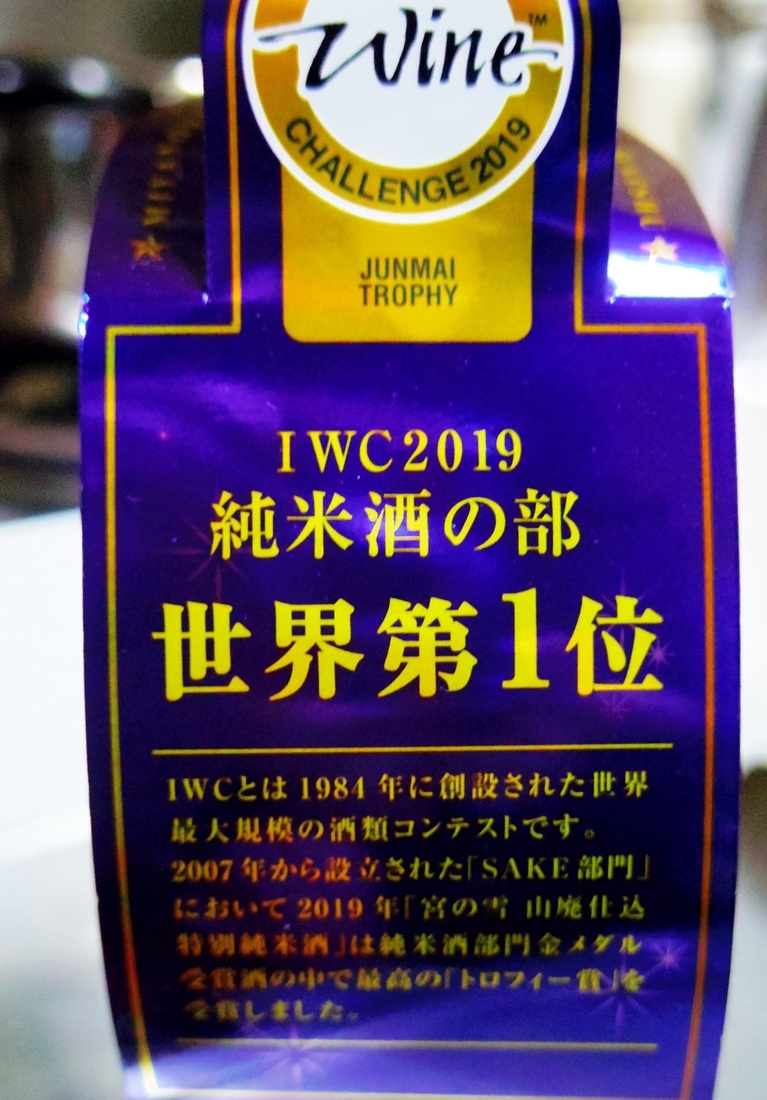 Wine™
CHALLENGE 2019
JUNMAI
TROPHY
IWC2019
純米酒の部
世界第1位
IWCとは1984年に創設された世界
最大規模の酒類コンテストです。
2007年から設立された「SAKE部門」
において2019年「宮の雪 山廃仕込
特別純米酒」は純米酒部門金メダル
受賞酒の中で最高の「トロフィー賞」を
受賞しました。